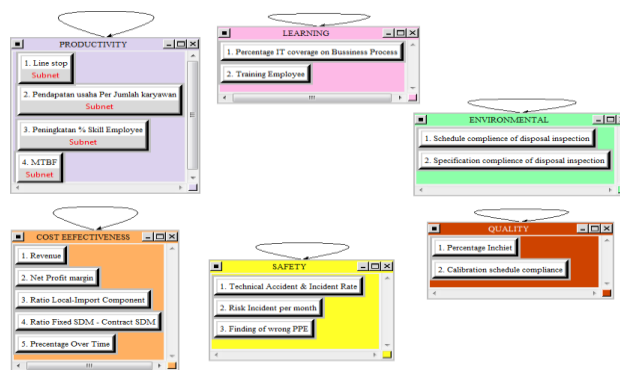 PRODUCTIVITY
1. Line stop
Subnet
2. Pendapatan usaha Per Jumlah karyawan
Subnet
3. Peningkatan % Skill Employee
Subnet
4. MTBF
Subnet
LEARNING
1. Percentage IT coverage on Bussiness Process
2. Training Employee
ENVIRONMENTAL
1. Schedule complience of disposal inspection
2. Specification complience of disposal inspection
COST EEFECTIVENESS
1. Revenue
2. Net Profit margin
3. Ratio Local-Import Component
4. Ratio Fixed SDM - Contract SDM
5. Precentage Over Time
SAFETY
1. Technical Accident & Incident Rate
2. Risk Incident per month
3. Finding of wrong PPE
QUALITY
1. Percentage Inchiet
2. Calibration schedule compliance